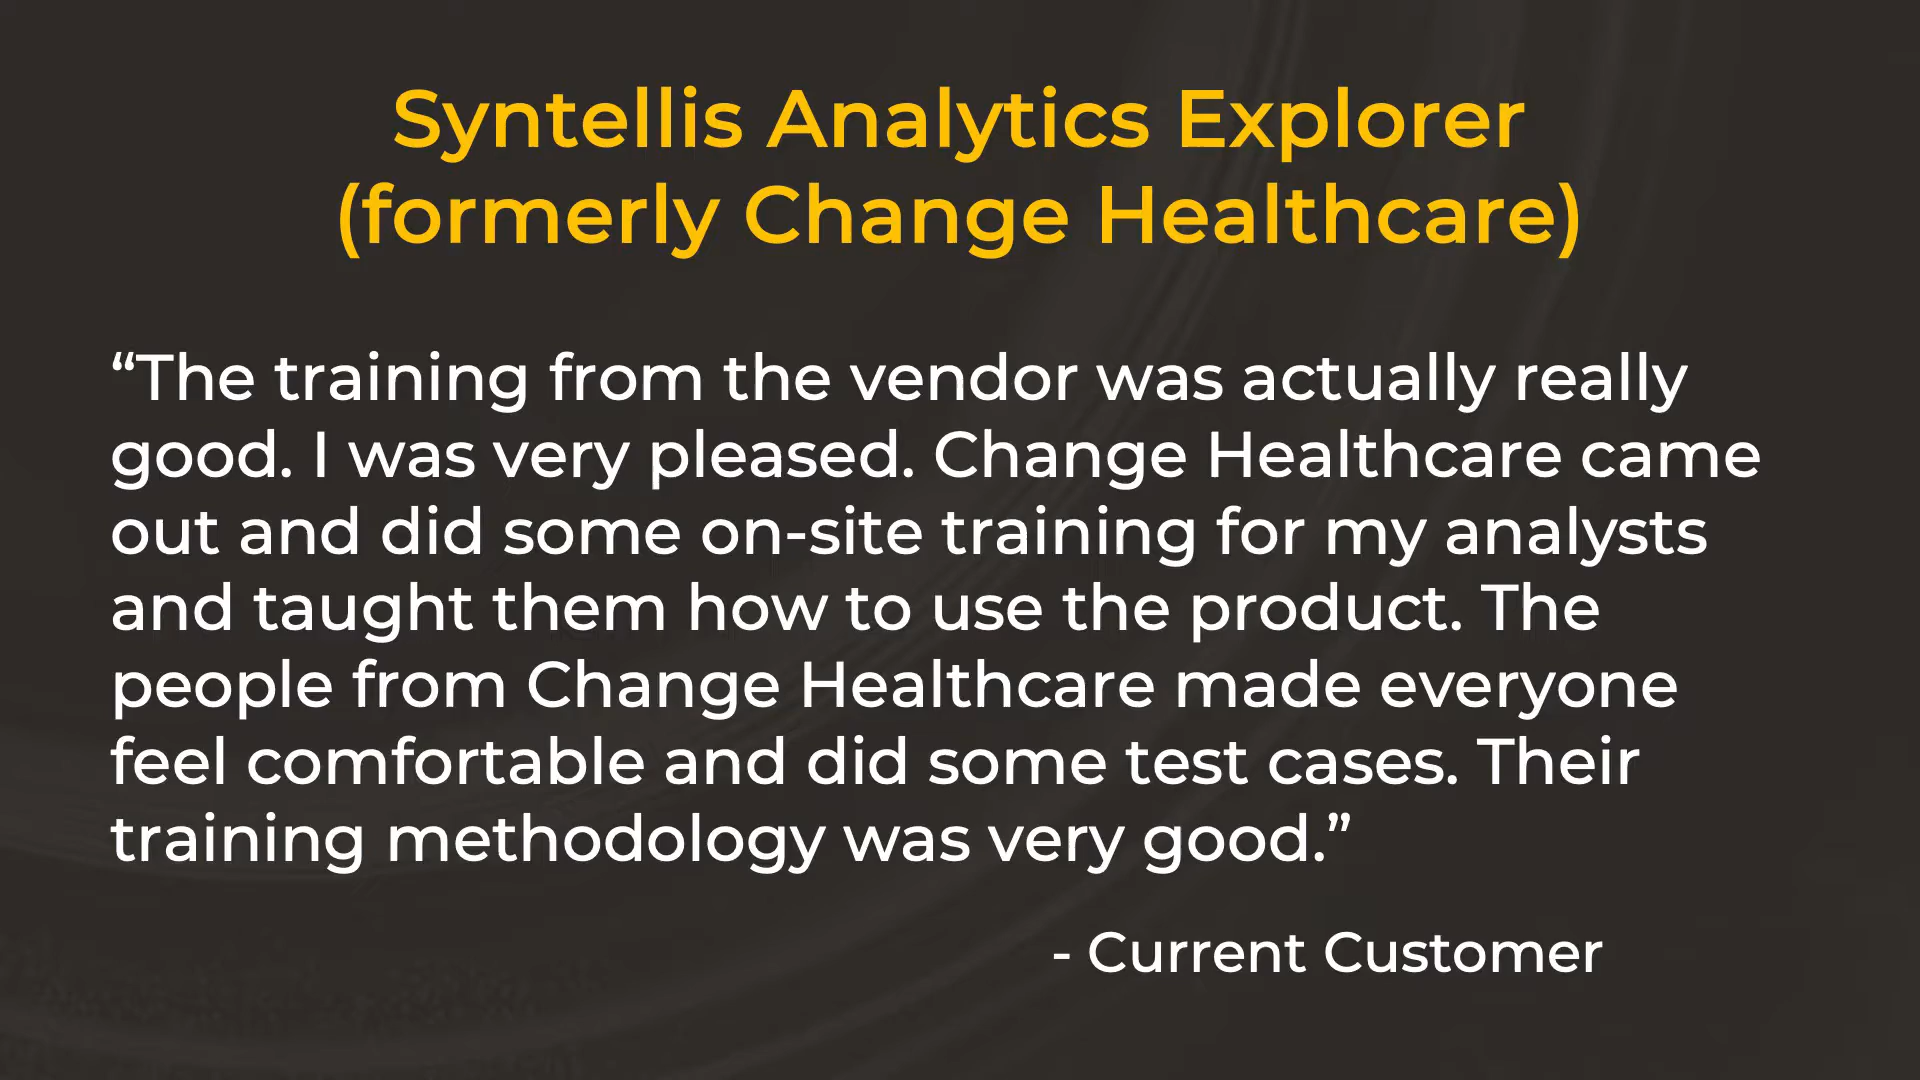 Syntellis Analytics Explorer
(formerly Change Healthcare)
“The training from the vendor was actually really
good. I was very pleased. Change Healthcare came
out and did some on-site training for my analysts
and taught them how to use the product. The
people from Change Healthcare made everyone
feel comfortable and did some test cases. Their
training methodology was very good.”
- Current Customer